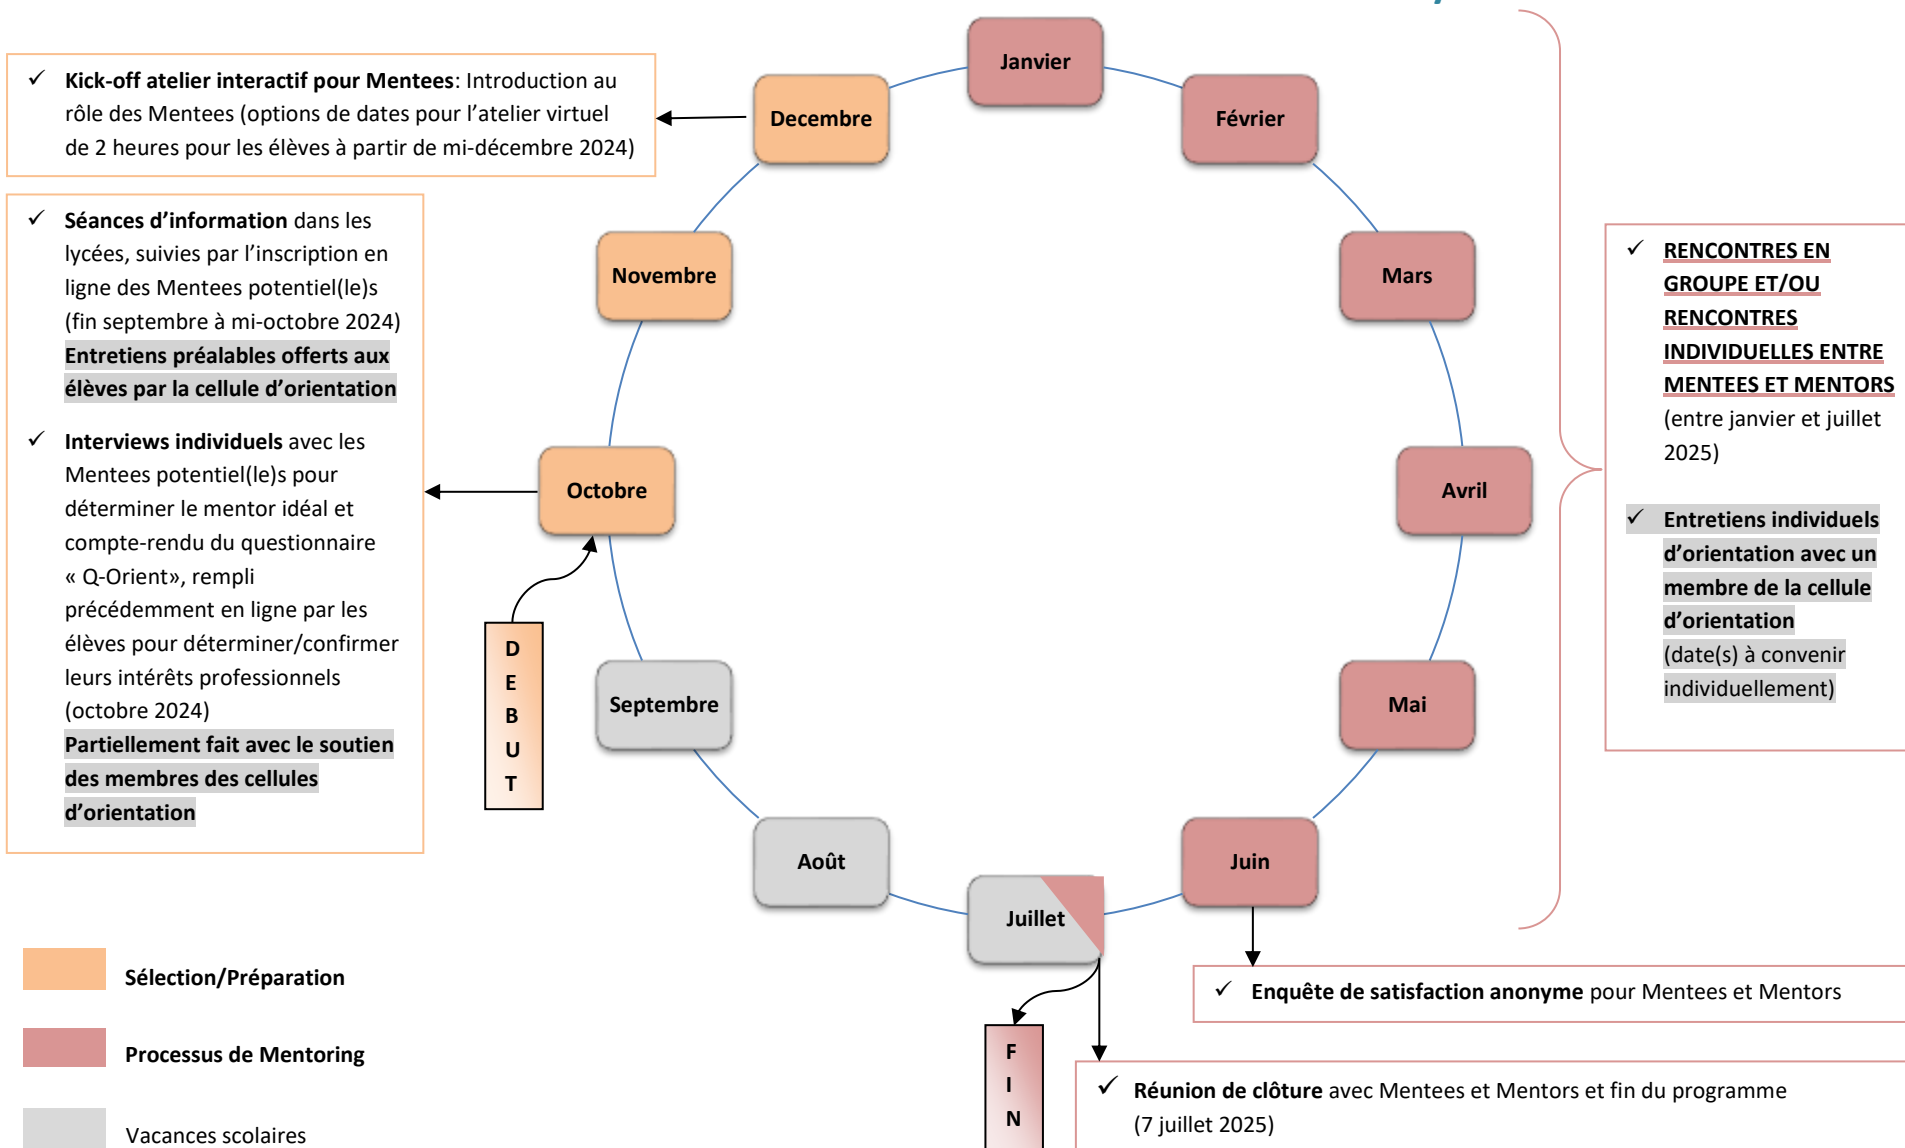 ✓ Kick-off atelier interactif pour Mentees: Introduction au
rôle des Mentees (options de dates pour l’atelier virtuel
de 2 heures pour les élèves à partir de mi-décembre 2024)
✓ Séances d’information dans les
lycées, suivies par l’inscription en
ligne des Mentees potentiel(le)s
(fin septembre à mi-octobre 2024)
Entretiens préalables offerts aux
élèves par la cellule d’orientation
✓ Interviews individuels avec les
Mentees potentiel(le)s pour
déterminer le mentor idéal et
compte-rendu du questionnaire
« Q-Orient», rempli
précédemment en ligne par les
élèves pour déterminer/confirmer
leurs intérêts professionnels
(octobre 2024)
Partiellement fait avec le soutien
des membres des cellules
d’orientation
Janvier
Février
Mars
Avril
Mai
Juin
Juillet
Août
Septembre
Octobre
Novembre
Decembre
D
E
B
U
T
F
I
N
✓ RENCONTRES EN
GROUPE ET/OU
RENCONTRES
INDIVIDUELLES ENTRE
MENTEES ET MENTORS
(entre janvier et juillet
2025)
✓ Entretiens individuels
d’orientation avec un
membre de la cellule
d’orientation
(date(s) à convenir
individuellement)
✓ Enquête de satisfaction anonyme pour Mentees et Mentors
✓ Réunion de clôture avec Mentees et Mentors et fin du programme
(7 juillet 2025)
Sélection/Préparation
Processus de Mentoring
Vacances scolaires